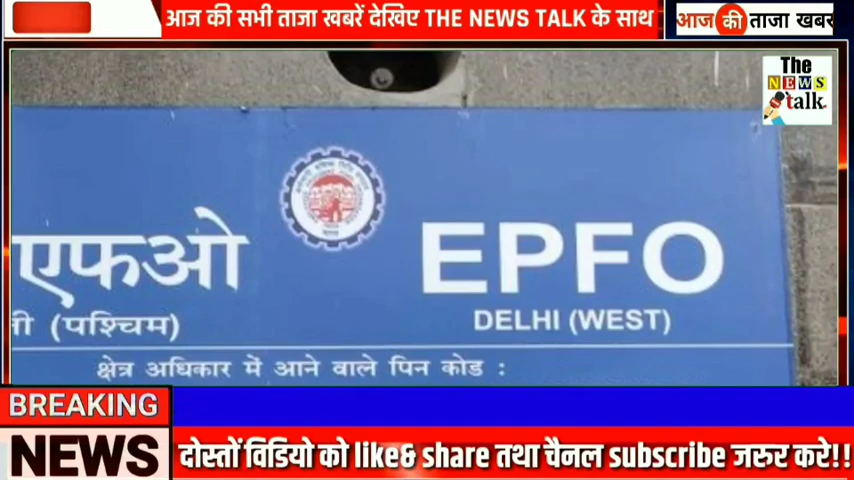 आज की सभी ताजा खबरें देखिए THE NEWS TALK के साथ
आज की ताजा खबर
The
NEWS
talk
एफओ
EPFO
(पश्चिम)
DELHI (WEST)
क्षेत्र अधिकार में आने वाले पिन कोड :
BREAKING
NEWS
दोस्तों विडियो को like& share तथा चैनल subscribe जरुर करे!!